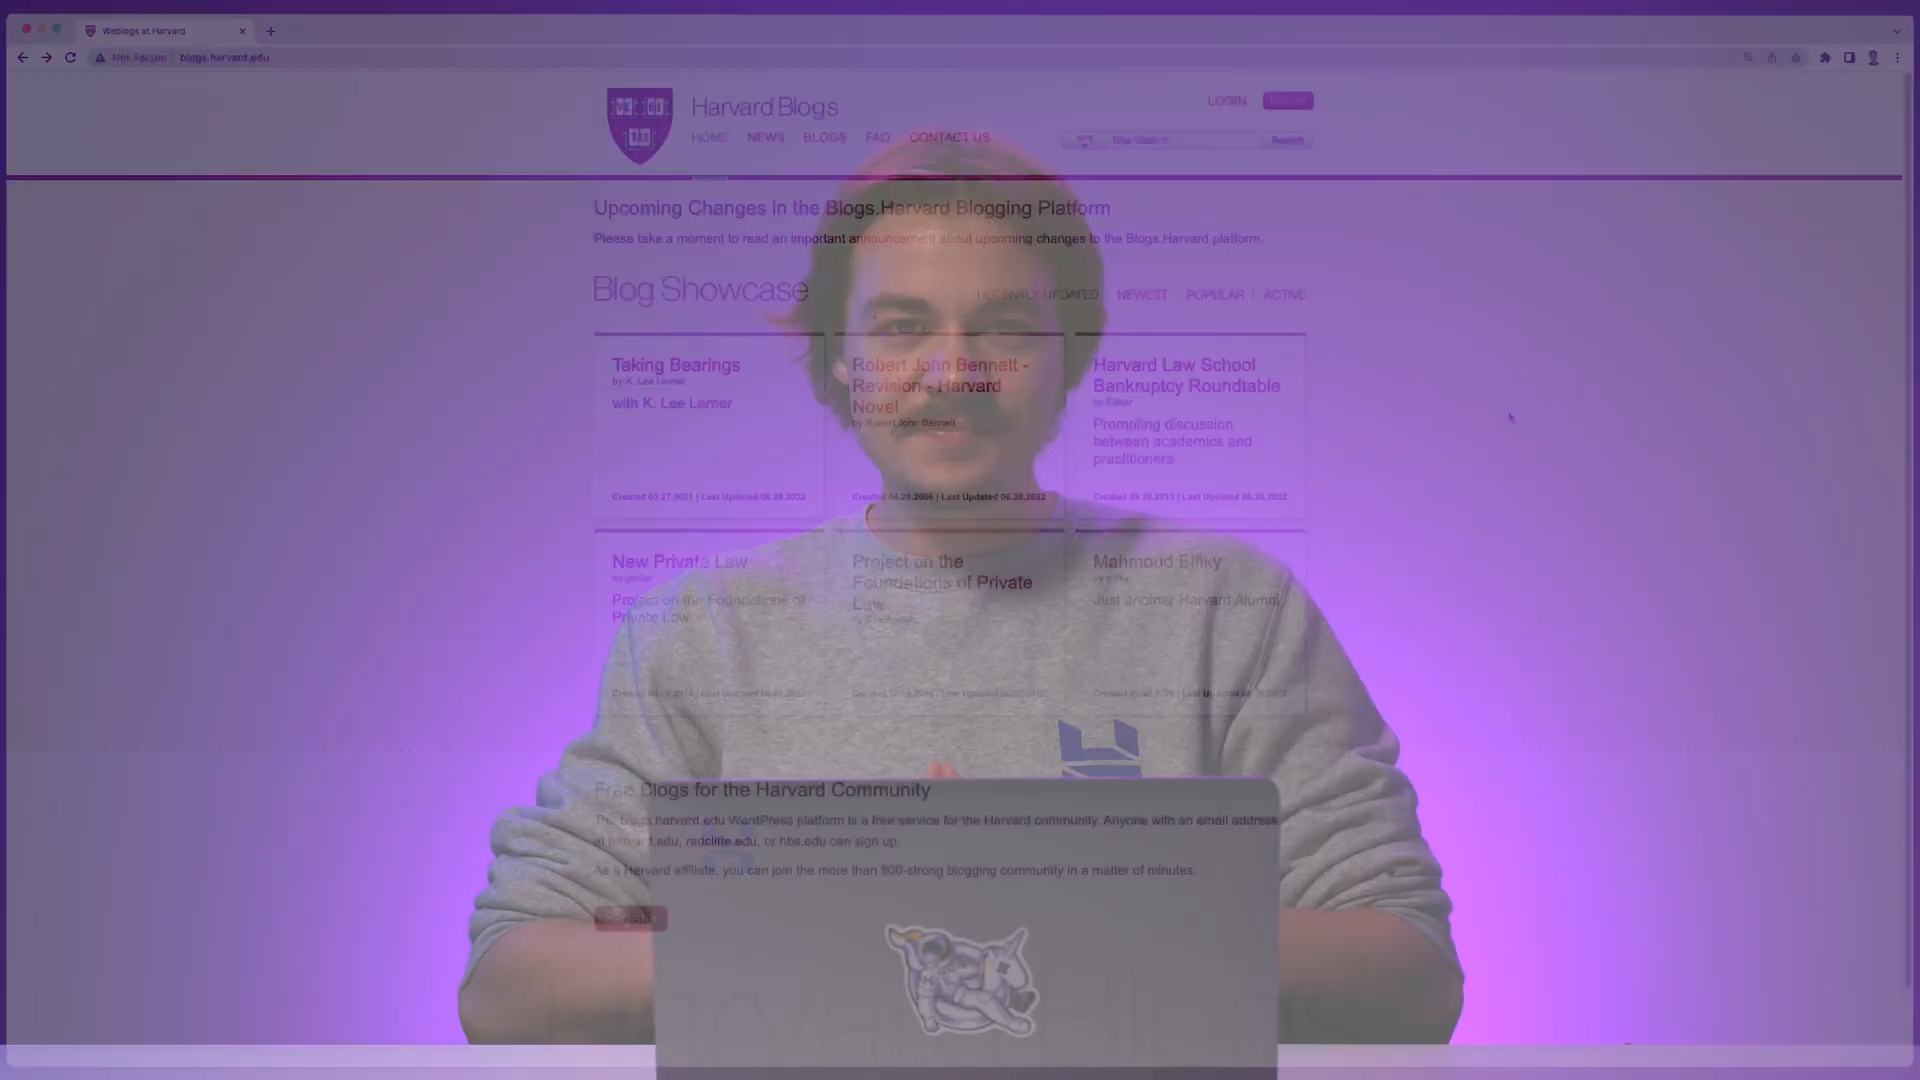 Weblogs at Harvard
Not Secure blogs.harvard.edu
Harvard Blogs
LOGIN
HOME NEWS BLOGS FAQ CONTACT US
Search
Upcoming Changes in the Blogs.Harvard Blogging Platform
Please take a moment to read an important announcement about upcoming changes to the Blogs.Harvard platform.
Blog Showcase
RECENTLY UPDATED | NEWEST | POPULAR | ACTIVE
Taking Bearings
by K. Lee Lerner
with K. Lee Lerner
Created 03.27.2021 | Last Updated 06.28.2022
Robert John Bennett -
Revision - Harvard
Novel
by Robert John Bennett
Created 04.28.2006 | Last Updated 06.28.2022
Harvard Law School
Bankruptcy Roundtable
by Editor
Promoting discussion
between academics and
practitioners
Last Updated 06.28.2022
New Private Law
Project on the Foundations of
Private Law
Project on the
Foundations of Private
Law
Mahmoud Elfiky
Just another Harvard Alumni
Free Blogs for the Harvard Community
The blogs.harvard.edu WordPress platform is a free service for the Harvard community. Anyone with an email address
at harvard.edu, radcliffe.edu, or hbs.edu can sign up.
As a Harvard affiliate, you can join the more than 900-strong blogging community in a matter of minutes.
Register